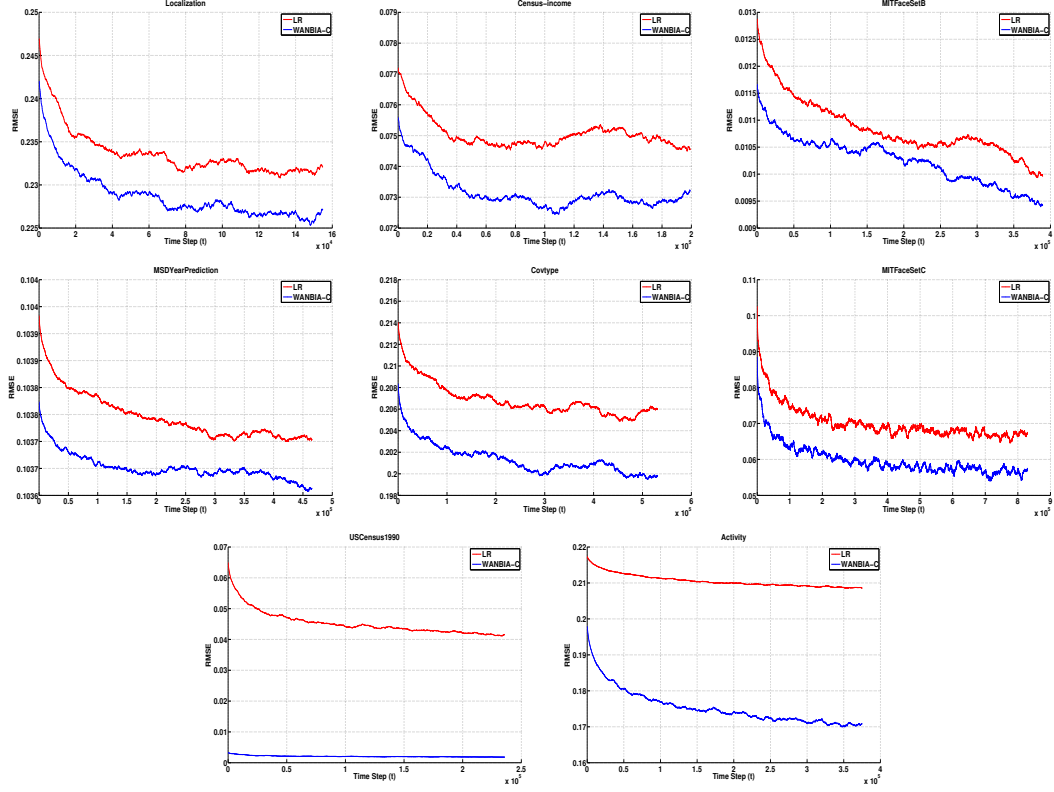 Localization
0.25
0.245
0.24
0.235
0.23
0.225
RMSE
0 2 4 6 8 10 12 14 16
Time Step (t)
x 10^4
LR
WANBIA-C
Census-income
0.079
0.078
0.077
0.076
0.075
0.074
0.073
0.072
RMSE
0 0.2 0.4 0.6 0.8 1 1.2 1.4 1.6 1.8 2
Time Step (t)
x 10^5
LR
WANBIA-C
MITFaceSetB
0.013
0.0125
0.012
0.0115
0.011
0.0105
0.01
0.0095
0.009
RMSE
0 0.5 1 1.5 2 2.5 3 3.5 4
Time Step (t)
x 10^5
LR
WANBIA-C
MSDYearPrediction
0.104
0.104
0.1039
0.1039
0.1038
0.1038
0.1037
0.1037
0.1036
RMSE
0 0.5 1 1.5 2 2.5 3 3.5 4 4.5 5
Time Step (t)
x 10^5
LR
WANBIA-C
Covtype
0.218
0.216
0.214
0.212
0.21
0.208
0.206
0.204
0.202
0.2
0.198
RMSE
0 1 2 3 4 5 6
Time Step (t)
x 10^5
LR
WANBIA-C
MITFaceSetC
0.11
0.1
0.09
0.08
0.07
0.06
0.05
RMSE
0 1 2 3 4 5 6 7 8 9
Time Step (t)
x 10^5
LR
WANBIA-C
USCensus1990
0.07
0.06
0.05
0.04
0.03
0.02
0.01
0
RMSE
0 0.5 1 1.5 2 2.5
Time Step (t)
x 10^5
LR
WANBIA-C
Activity
0.22
0.21
0.2
0.19
0.18
0.17
0.16
RMSE
0 0.5 1 1.5 2 2.5 3 3.5 4
Time Step (t)
x 10^5
LR
WANBIA-C